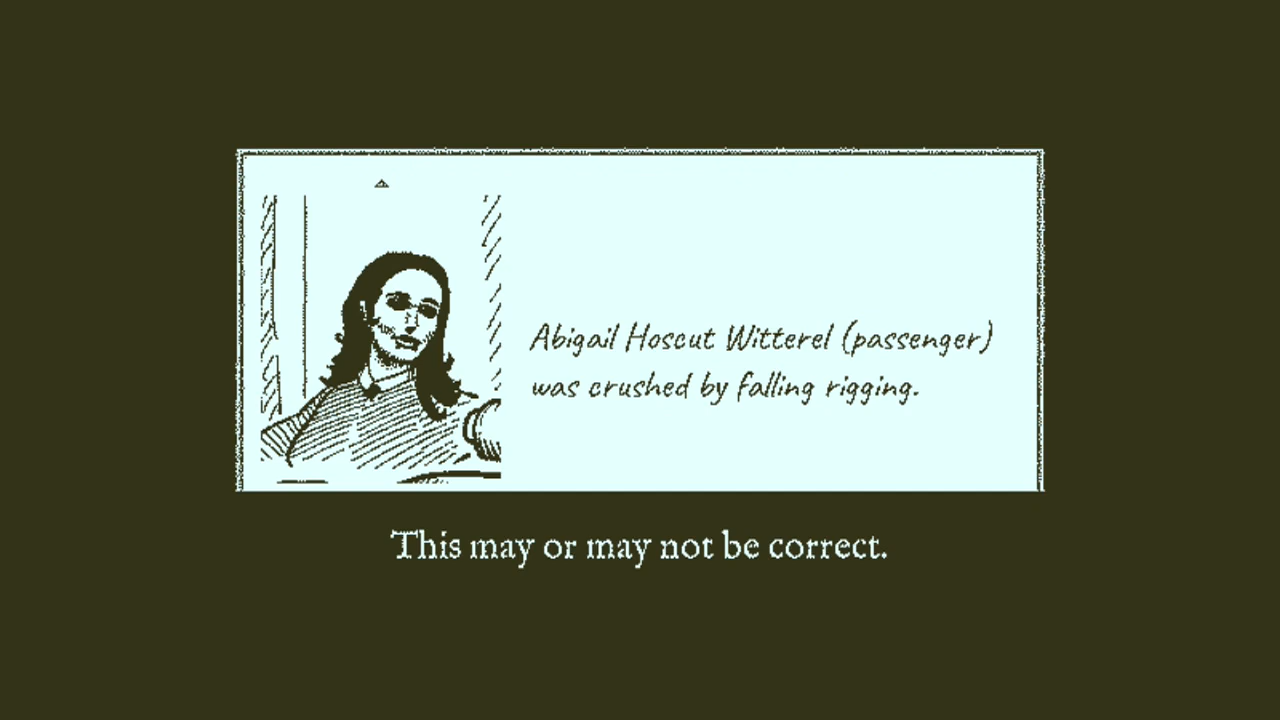 Abigail Hoscut Witterel (passenger)
was crushed by falling rigging.
This may or may not be correct.